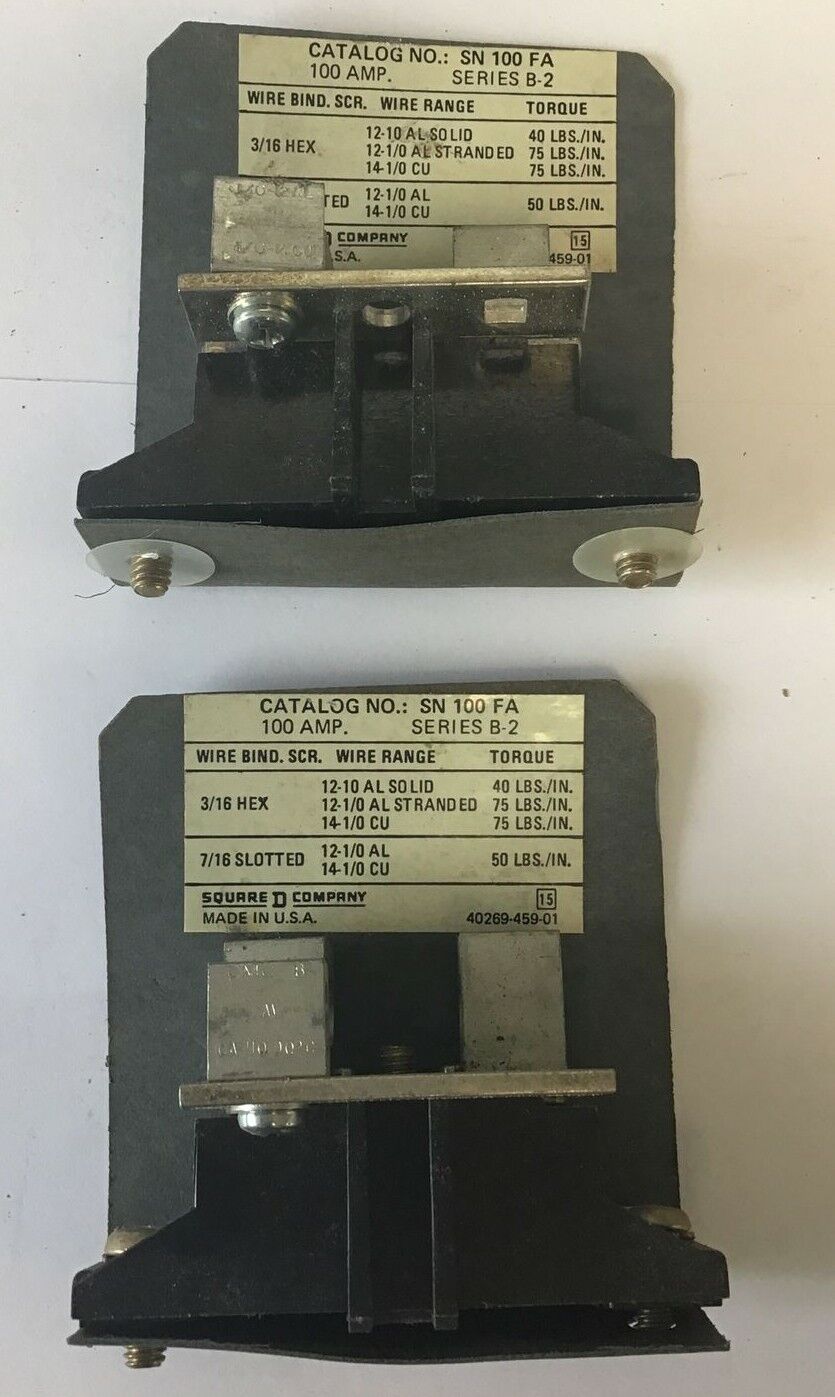 CATALOG NO.: SN 100 FA
100 AMP. SERIES B-2
WIRE BIND. SCR. WIRE RANGE TORQUE
3/16 HEX 12-10 AL SOLID 40 LBS./IN.
12-1/0 AL STRANDED 75 LBS./IN.
14-1/0 CU 75 LBS./IN.
TED 12-1/0 AL 50 LBS./IN.
14-1/0 CU
D COMPANY 15
S.A. 459-01
CATALOG NO.: SN 100 FA
100 AMP. SERIES B-2
WIRE BIND. SCR. WIRE RANGE TORQUE
3/16 HEX 12-10 AL SOLID 40 LBS./IN.
12-1/0 AL STRANDED 75 LBS./IN.
14-1/0 CU 75 LBS./IN.
7/16 SLOTTED 12-1/0 AL 50 LBS./IN.
14-1/0 CU
SQUARE D COMPANY 15
MADE IN U.S.A. 40269-459-01